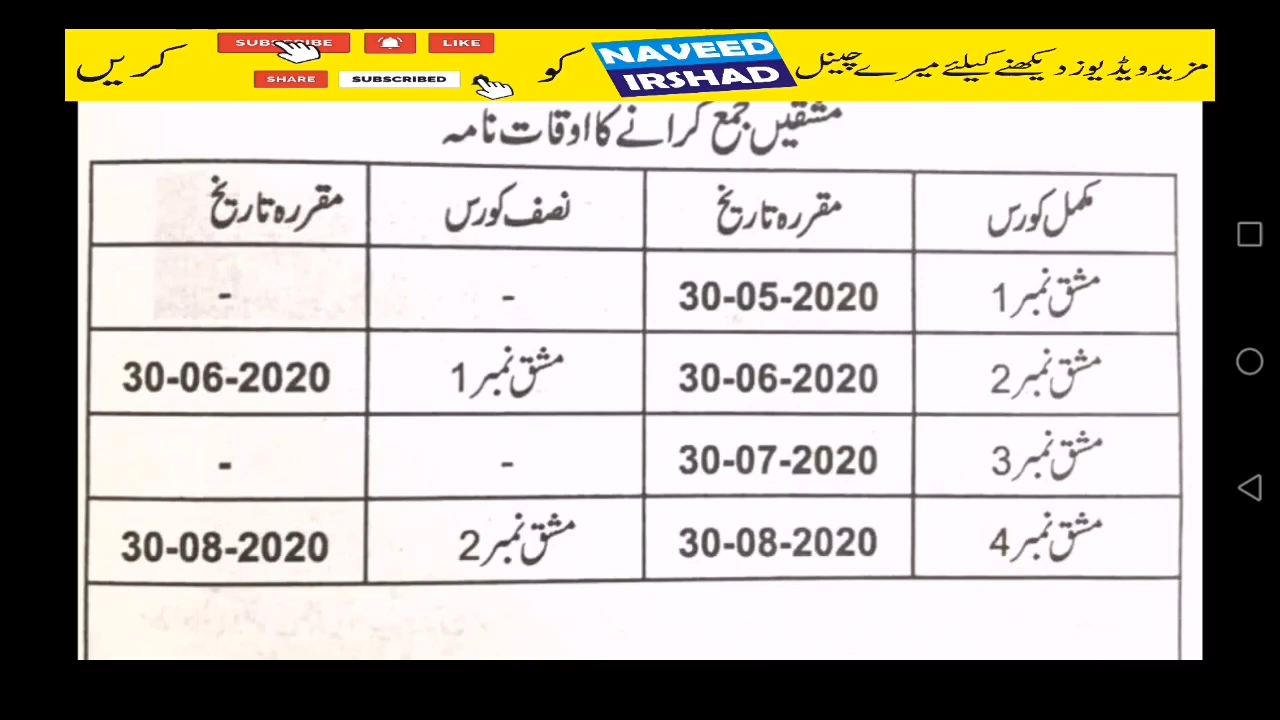 مزید ویڈیوز دیکھنے کیلئے میرے چینل NAVEED IRSHAD کو SUBSCRIBE LIKE SHARE SUBSCRIBED کریں
مشقیں جمع کرانے کا اوقات نامہ
مکمل کورس مقررہ تاریخ نصف کورس مقررہ تاریخ
مشق نمبر 1 30-05-2020 - -
مشق نمبر 2 30-06-2020 مشق نمبر 1 30-06-2020
مشق نمبر 3 30-07-2020 - -
مشق نمبر 4 30-08-2020 مشق نمبر 2 30-08-2020